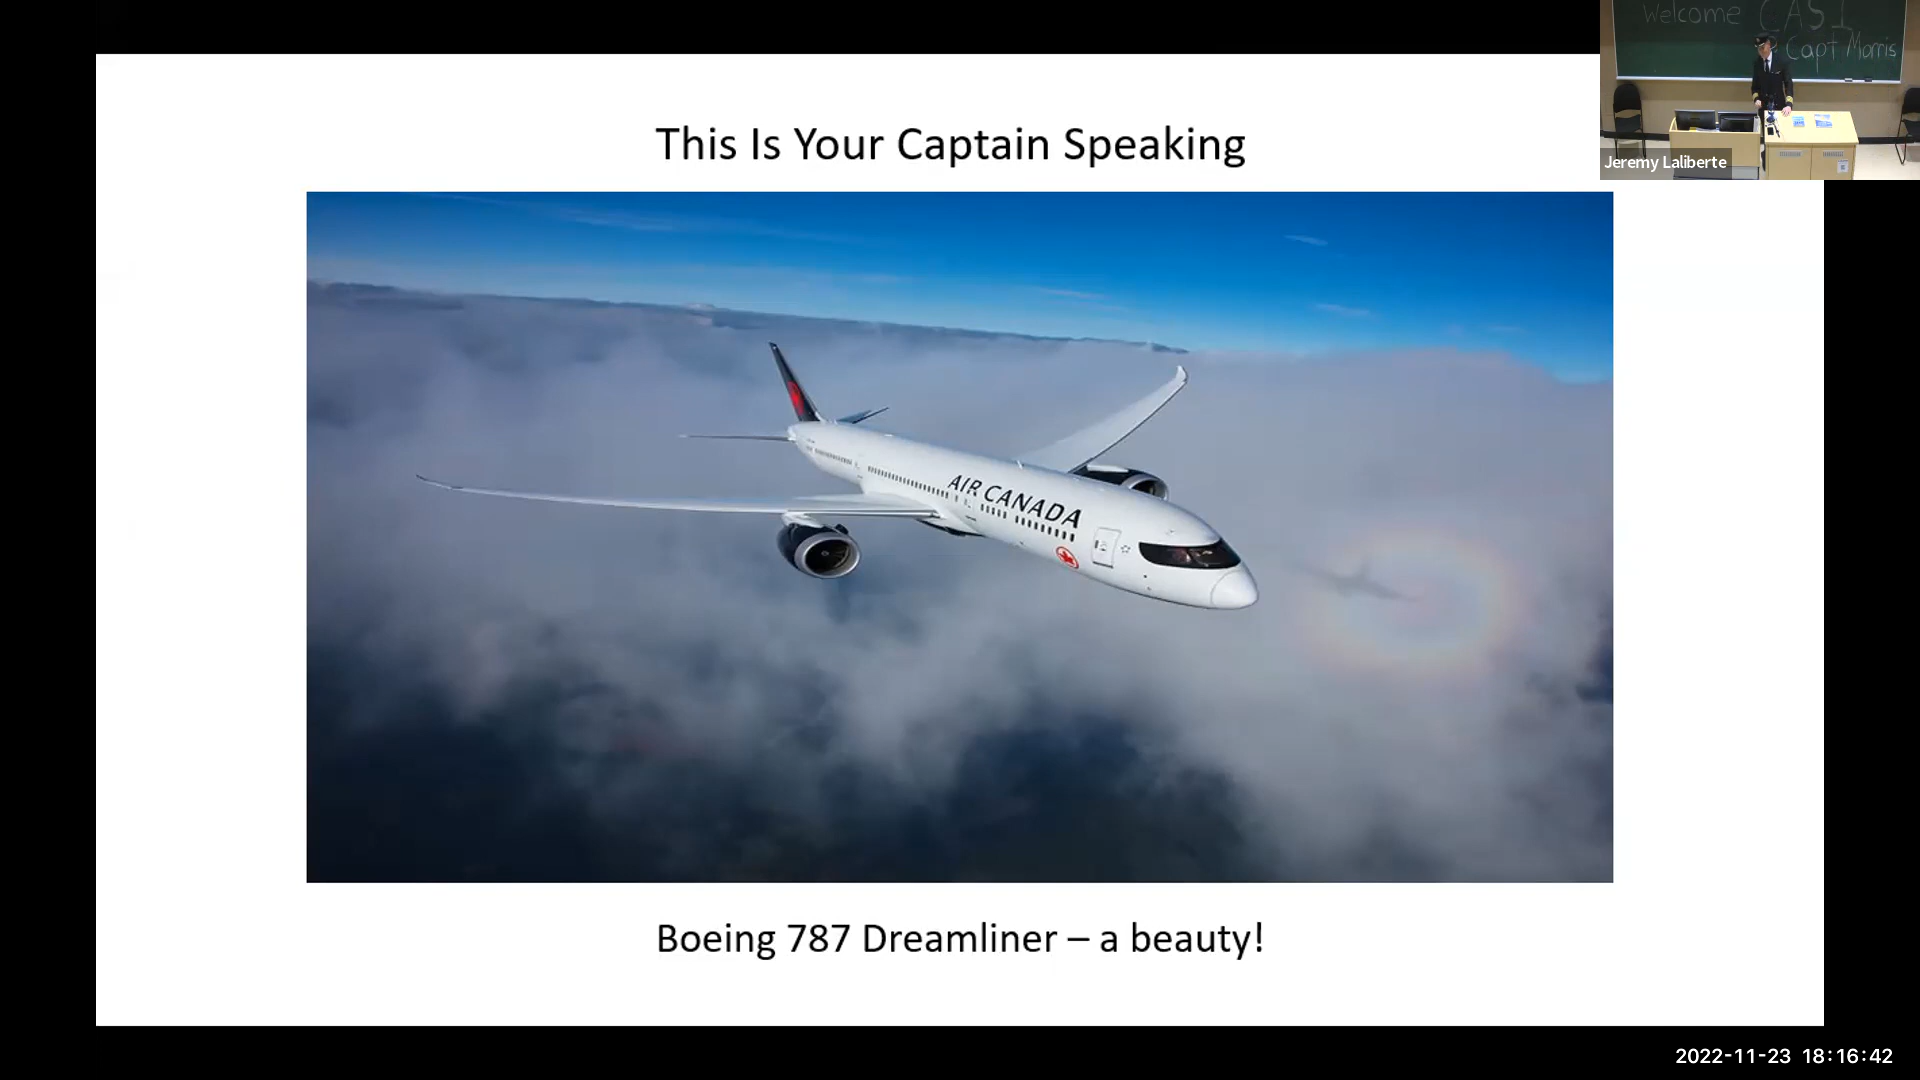 Welcome CASI
Capt Morris
Jeremy Laliberte
This Is Your Captain Speaking
AIR CANADA
Boeing 787 Dreamliner – a beauty!
2022-11-23 18:16:42